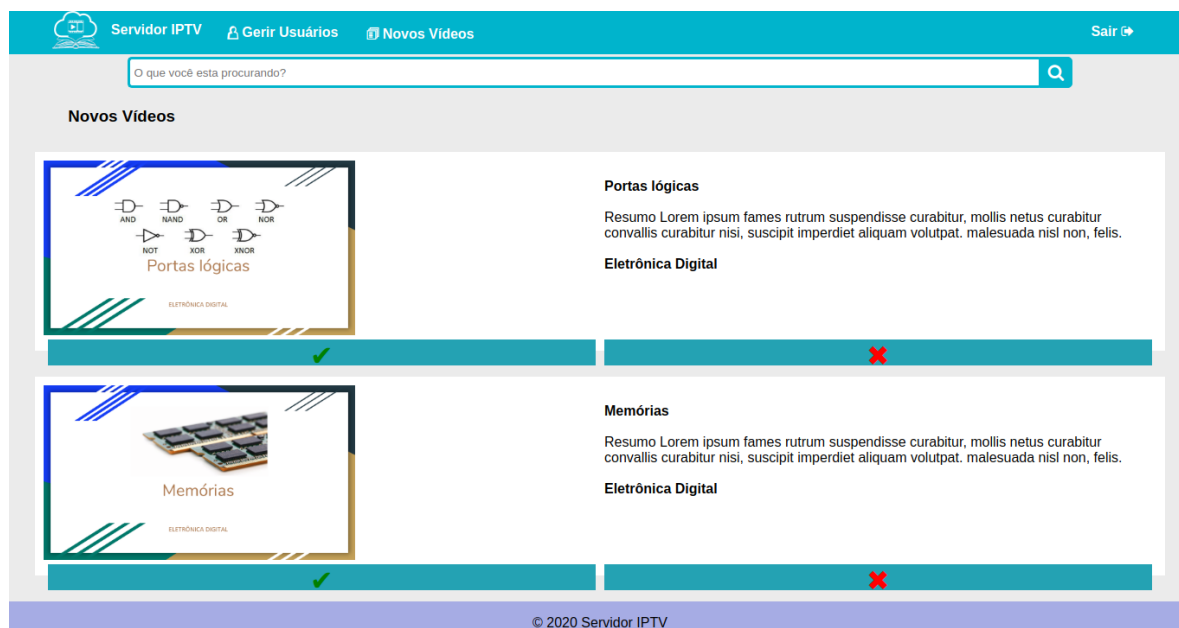 Servidor IPTV Gerir Usuários Novos Vídeos Sair
O que você esta procurando?
Novos Vídeos
AND NAND OR NOR
NOT XOR XNOR
Portas lógicas
ELETRÔNICA DIGITAL
Portas lógicas
Resumo Lorem ipsum fames rutrum suspendisse curabitur, mollis netus curabitur
convallis curabitur nisi, suscipit imperdiet aliquam volutpat. malesuada nisl non, felis.
Eletrônica Digital
Memórias
ELETRÔNICA DIGITAL
Memórias
Resumo Lorem ipsum fames rutrum suspendisse curabitur, mollis netus curabitur
convallis curabitur nisi, suscipit imperdiet aliquam volutpat. malesuada nisl non, felis.
Eletrônica Digital
© 2020 Servidor IPTV